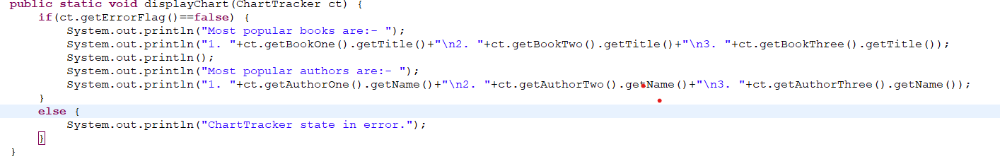 public static void displayChart(ChartTracker ct) {
    if(ct.getErrorFlag()==false) {
        System.out.println("Most popular books are:- ");
        System.out.println("1. "+ct.getBookOne().getTitle()+"\n2. "+ct.getBookTwo().getTitle()+"\n3. "+ct.getBookThree().getTitle());
        System.out.println();
        System.out.println("Most popular authors are:- ");
        System.out.println("1. "+ct.getAuthorOne().getName()+"\n2. "+ct.getAuthorTwo().getName()+"\n3. "+ct.getAuthorThree().getName());
    }
    else {
        System.out.println("ChartTracker state in error.");
    }
}